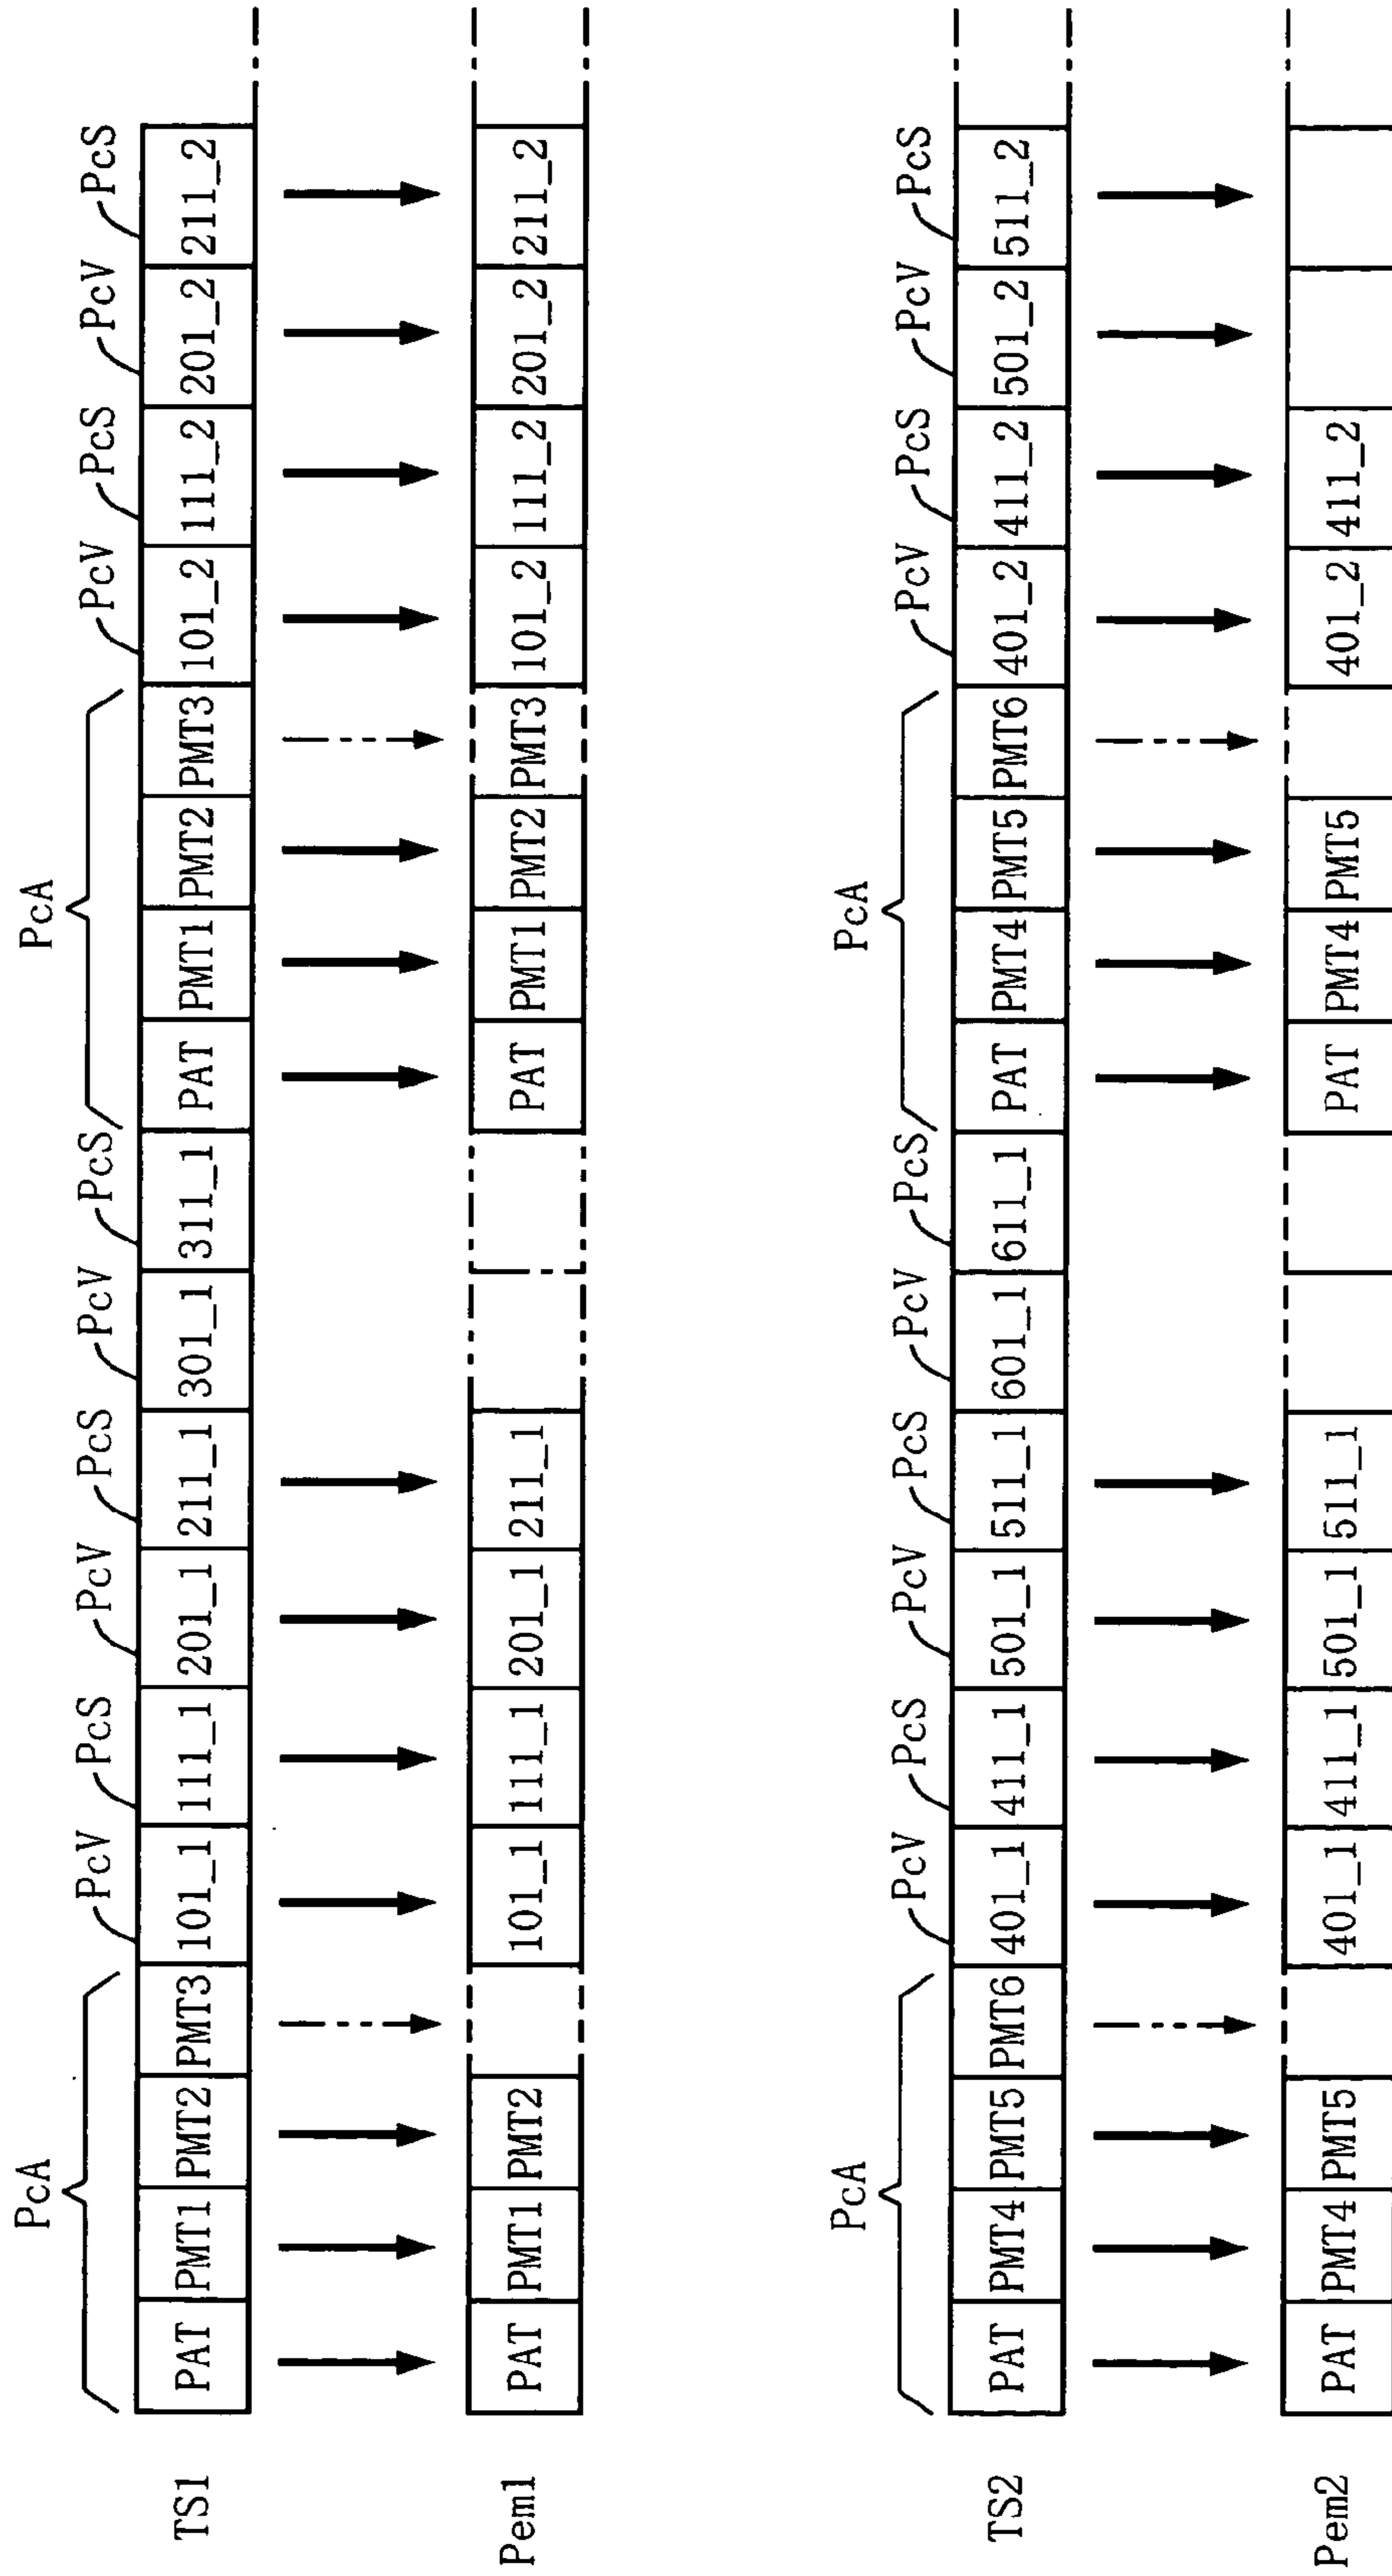 PcA PcA
PcV PcS PcV PcS PcV PcS PcV PcS PcV PcS
TS1 PAT PMT1 PMT2 PMT3 101_1 111_1 201_1 211_1 301_1 311_1 PAT PMT1 PMT2 PMT3 101_2 111_2 201_2 211_2
Pem1 PAT PMT1 PMT2 101_1 111_1 201_1 211_1 PAT PMT1 PMT2 PMT3 101_2 111_2 201_2 211_2
PcA PcA
PcV PcS PcV PcS PcV PcS PcV PcS PcV PcS
TS2 PAT PMT4 PMT5 PMT6 401_1 411_1 501_1 511_1 601_1 611_1 PAT PMT4 PMT5 PMT6 401_2 411_2 501_2 511_2
Pem2 PAT PMT4 PMT5 401_1 411_1 501_1 511_1 PAT PMT4 PMT5 401_2 411_2